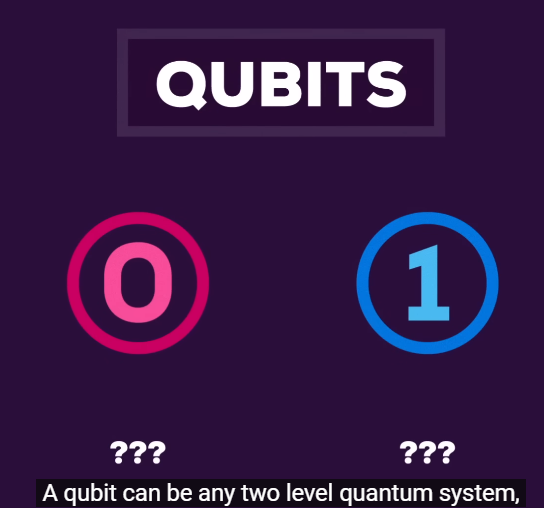 QUBITS
0 1
??? ???
A qubit can be any two level quantum system,